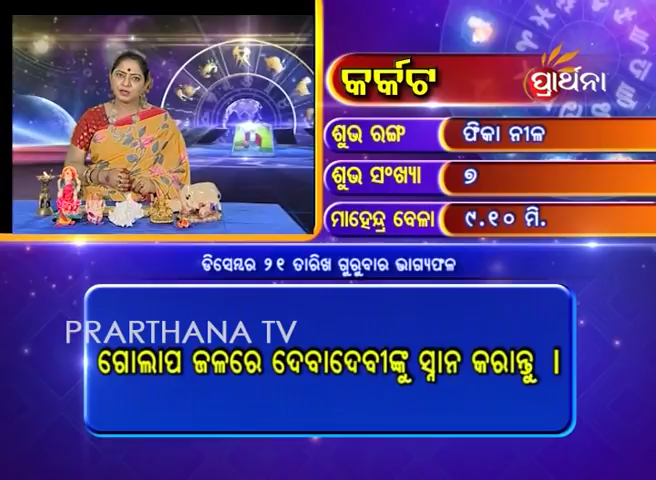 କର୍କଟ
ପ୍ରାର୍ଥନା
ଶୁଭ ରଙ୍ଗ ଫିକା ନୀଳ
ଶୁଭ ସଂଖ୍ୟା ୭
ମାହେନ୍ଦ୍ର ବେଳା ୯.୧୦ ମି.
ଡିସେମ୍ବର ୨୧ ତାରିଖ ଗୁରୁବାର ଭାଗ୍ୟଫଳ
PRARTHANA TV
ଗୋଲାପ ଜଳରେ ଦେବାଦେବୀଙ୍କୁ ସ୍ନାନ କରାନ୍ତୁ ।